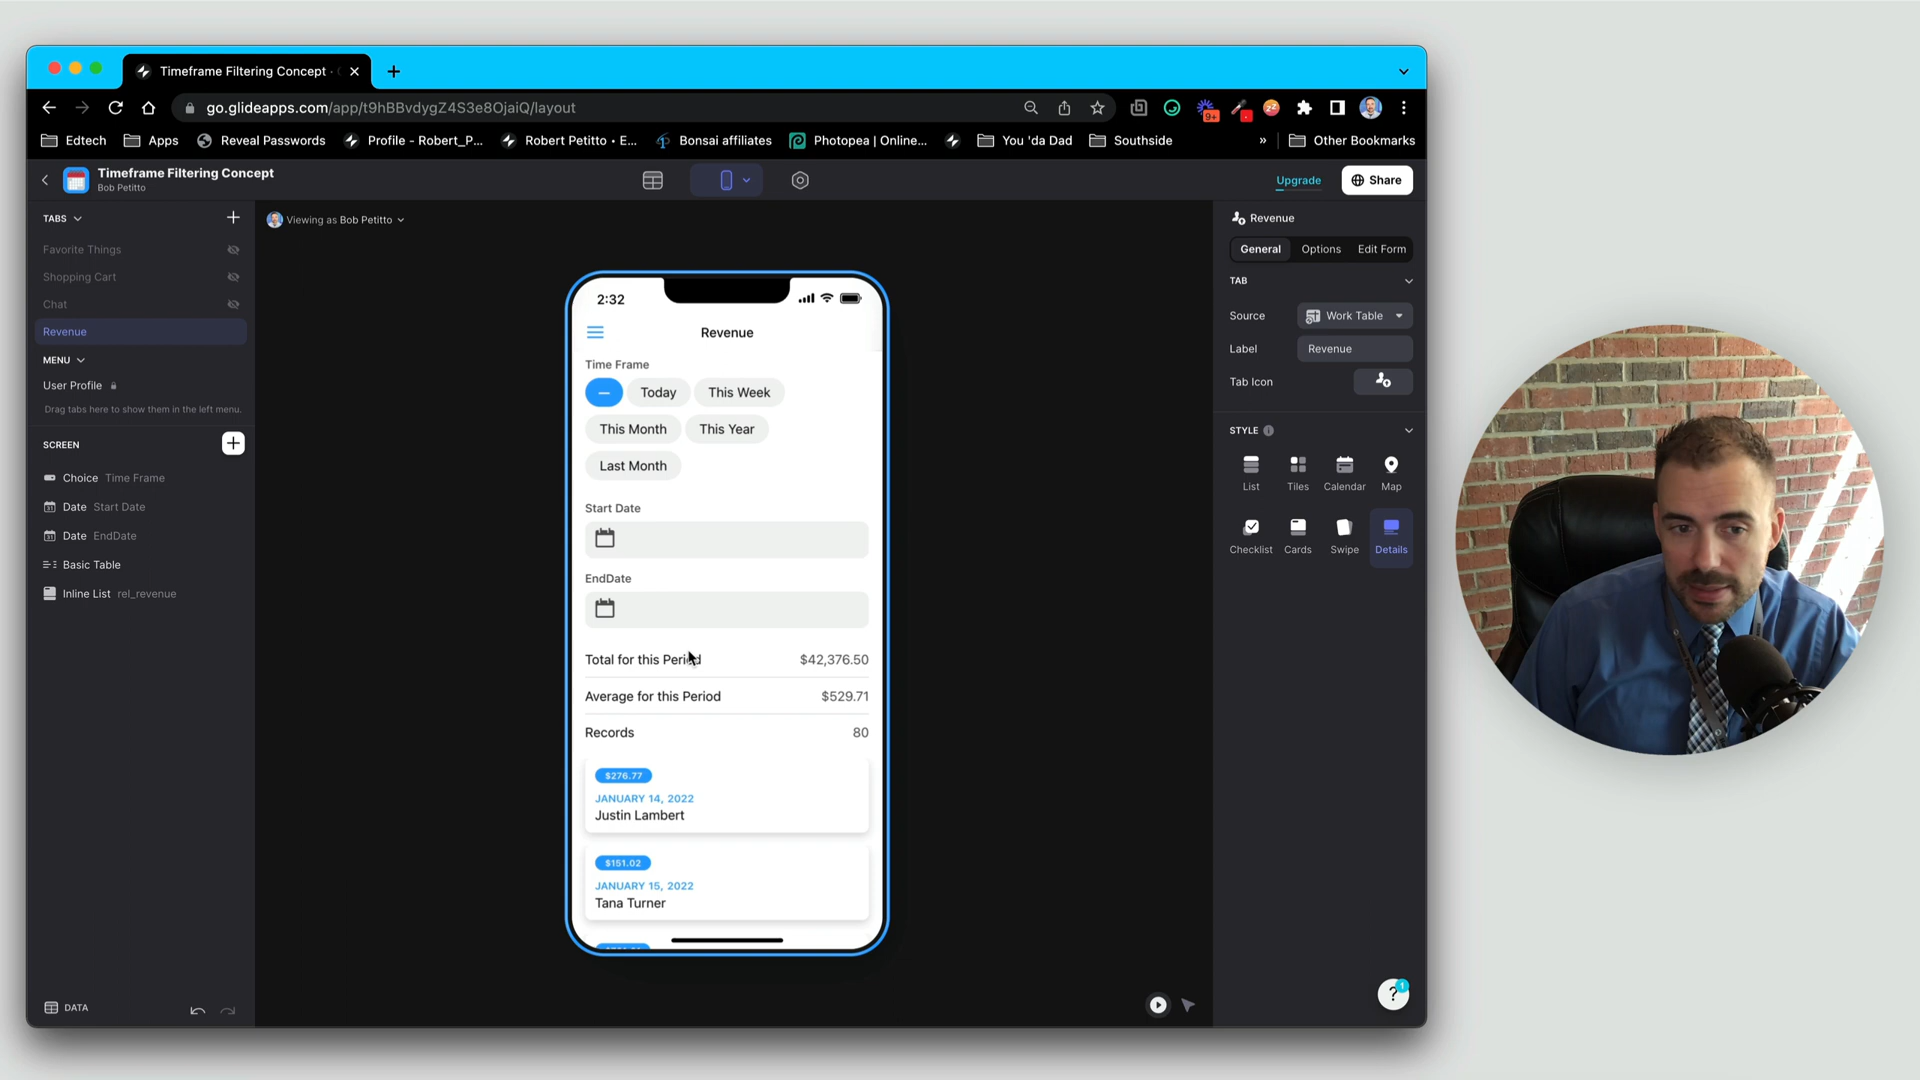 Timeframe Filtering Concept ·
go.glideapps.com/app/t9hBBvdygZ4S3e8OjaiQ/layout
9+
Edtech
Apps
Reveal Passwords
Profile - Robert_P...
Robert Petitto • E...
Bonsai affiliates
Photopea | Online...
You 'da Dad
Southside
»
Other Bookmarks
Timeframe Filtering Concept
Bob Petitto
Upgrade
Share
TABS
Favorite Things
Shopping Cart
Chat
Revenue
MENU
User Profile
Drag tabs here to show them in the left menu.
SCREEN
Choice Time Frame
Date Start Date
Date EndDate
Basic Table
Inline List rel_revenue
DATA
Viewing as Bob Petitto
2:32
Revenue
Time Frame
—
Today
This Week
This Month
This Year
Last Month
Start Date
EndDate
Total for this Period $42,376.50
Average for this Period $529.71
Records 80
$276.77
JANUARY 14, 2022
Justin Lambert
$151.02
JANUARY 15, 2022
Tana Turner
Revenue
General Options Edit Form
TAB
Source Work Table
Label Revenue
Tab Icon
STYLE
List Tiles Calendar Map
Checklist Cards Swipe Details
? 1